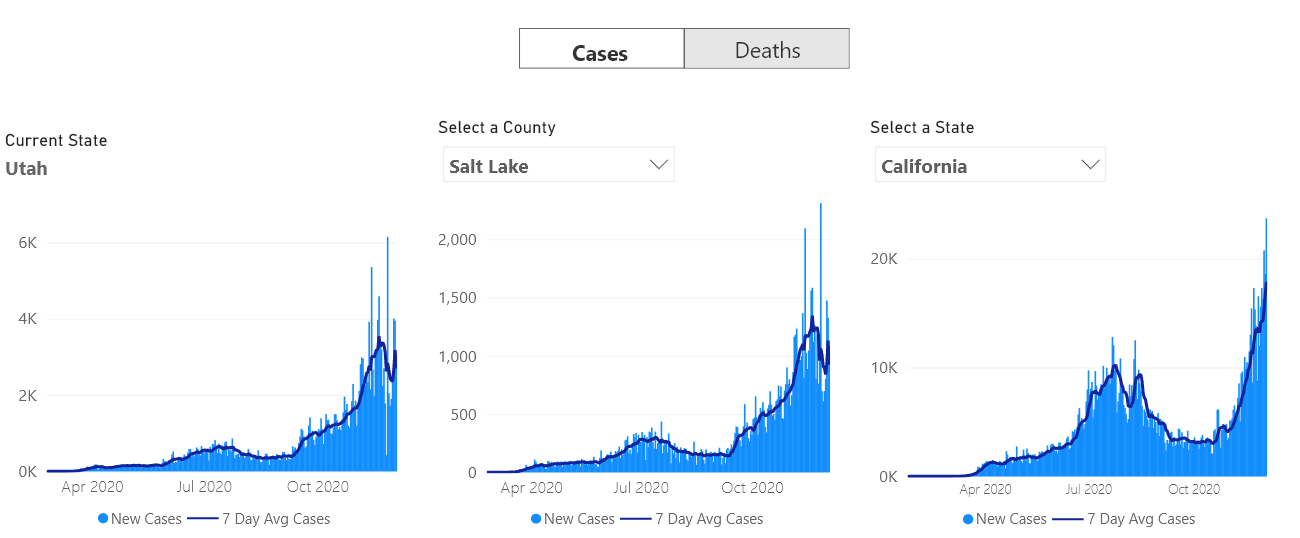 Cases
Deaths
Current State
Utah
6K
4K
2K
0K
Apr 2020
Jul 2020
Oct 2020
New Cases
7 Day Avg Cases
Select a County
Salt Lake
2,000
1,500
1,000
500
0
Apr 2020
Jul 2020
Oct 2020
New Cases
7 Day Avg Cases
Select a State
California
20K
10K
0K
Apr 2020
Jul 2020
Oct 2020
New Cases
7 Day Avg Cases